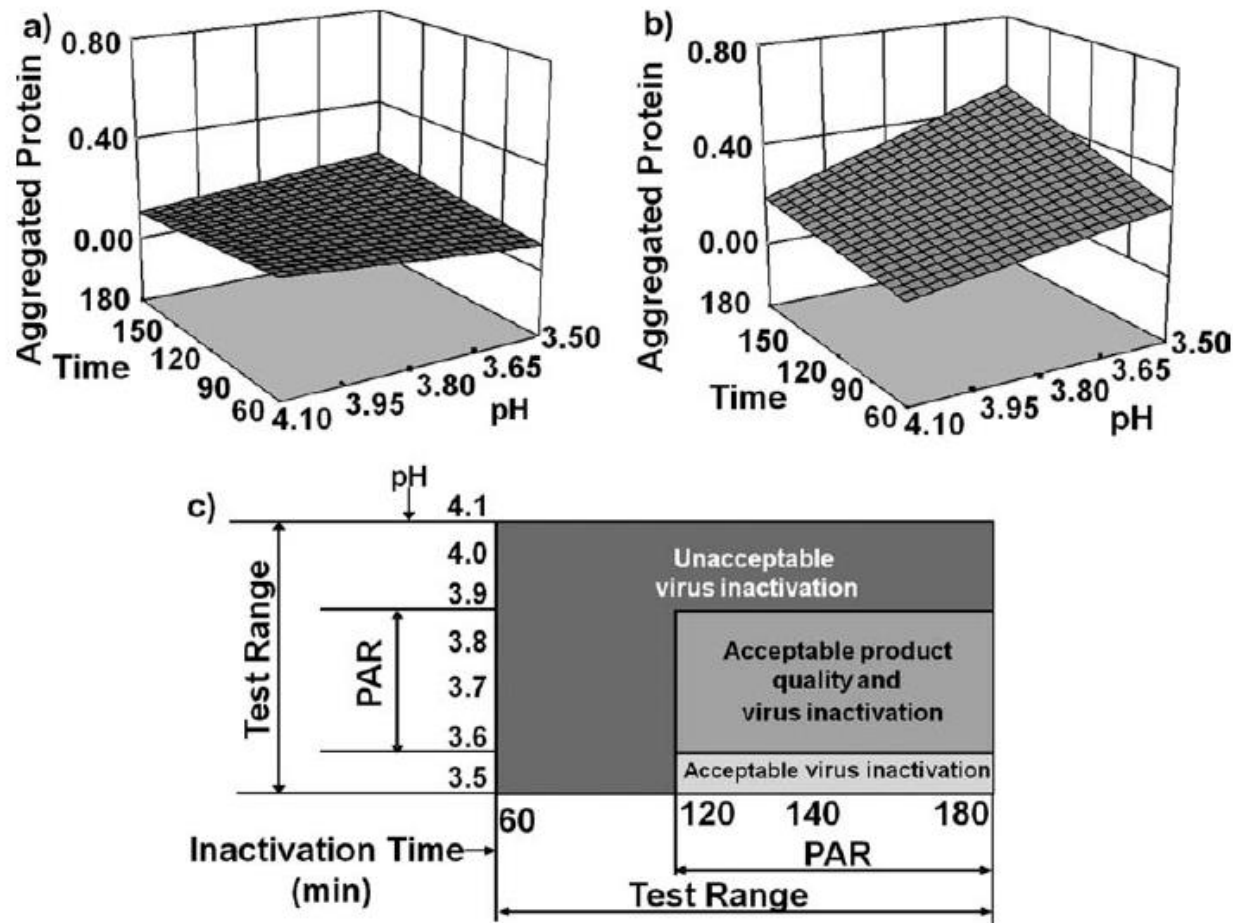 a)
Aggregated Protein
0.80
0.40
0.00
180
150
120
90
60
Time
4.10
3.95
3.80
3.65
3.50
pH
b)
Aggregated Protein
0.80
0.40
0.00
180
150
120
90
60
Time
4.10
3.95
3.80
3.65
3.50
pH
c)
pH
4.1
4.0
3.9
3.8
3.7
3.6
3.5
Test Range
PAR
Unacceptable
virus inactivation
Acceptable product
quality and
virus inactivation
Acceptable virus inactivation
60
120 140 180
Inactivation Time
(min)
PAR
Test Range